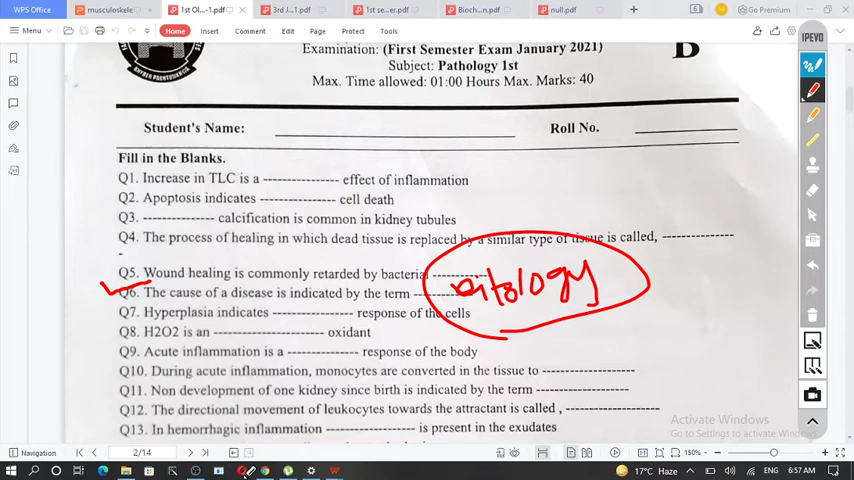 WPS Office
musculoskele
1st Ol...-1.pdf
3rd J...1.pdf
1st se...er.pdf
Bioch...n.pdf
null.pdf
Go Premium
Menu
Home
Insert
Comment
Edit
Page
Protect
Tools
IPEVO
Examination: (First Semester Exam January 2021)
B
Subject: Pathology 1st
Max. Time allowed: 01:00 Hours Max. Marks: 40
Student's Name: ____________ Roll No. ____________
Fill in the Blanks.
Q1. Increase in TLC is a --------------- effect of inflammation
Q2. Apoptosis indicates --------------- cell death
Q3. --------------- calcification is common in kidney tubules
Q4. The process of healing in which dead tissue is replaced by a similar type of tissue is called, ---------------
-
Q5. Wound healing is commonly retarded by bacterial -----------
Q6. The cause of a disease is indicated by the term -----------
eitology
Q7. Hyperplasia indicates --------------- response of the cells
Q8. H2O2 is an -------------------- oxidant
Q9. Acute inflammation is a ------------- response of the body
Q10. During acute inflammation, monocytes are converted in the tissue to -----------------
Q11. Non development of one kidney since birth is indicated by the term -----------------
Q12. The directional movement of leukocytes towards the attractant is called , -----------------
Q13. In hemorrhagic inflammation ---------------- is present in the exudates
Activate Windows
Go to Settings to activate Windows.
2/14
150%
17°C Haze
ENG
6:57 AM